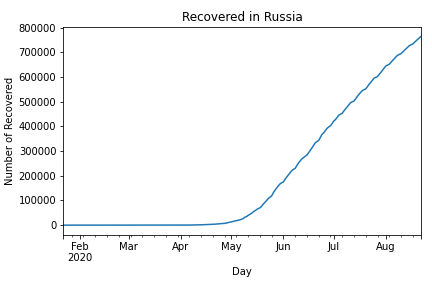 Recovered in Russia
800000
700000
600000
500000
400000
300000
200000
100000
0
Number of Recovered
Feb Mar Apr May Jun Jul Aug
2020
Day